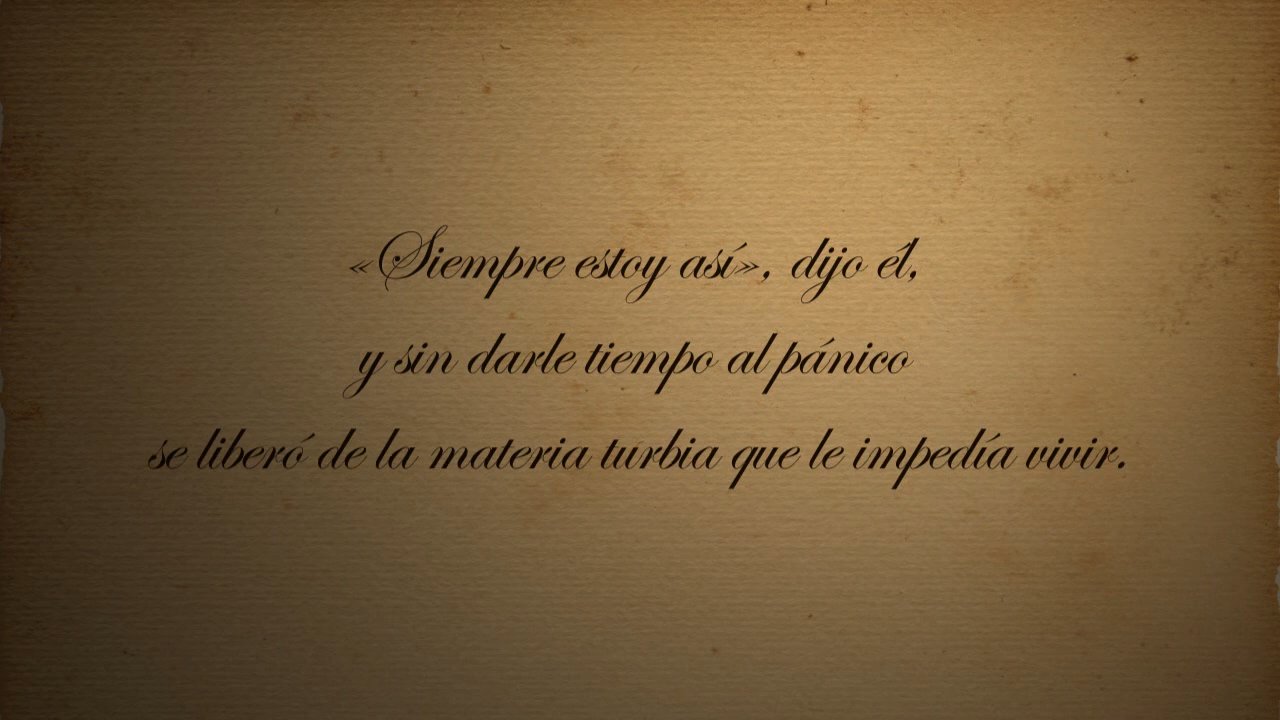 «Siempre estoy así», dijo él,
y sin darle tiempo al pánico
se liberó de la materia turbia que le impedía vivir.